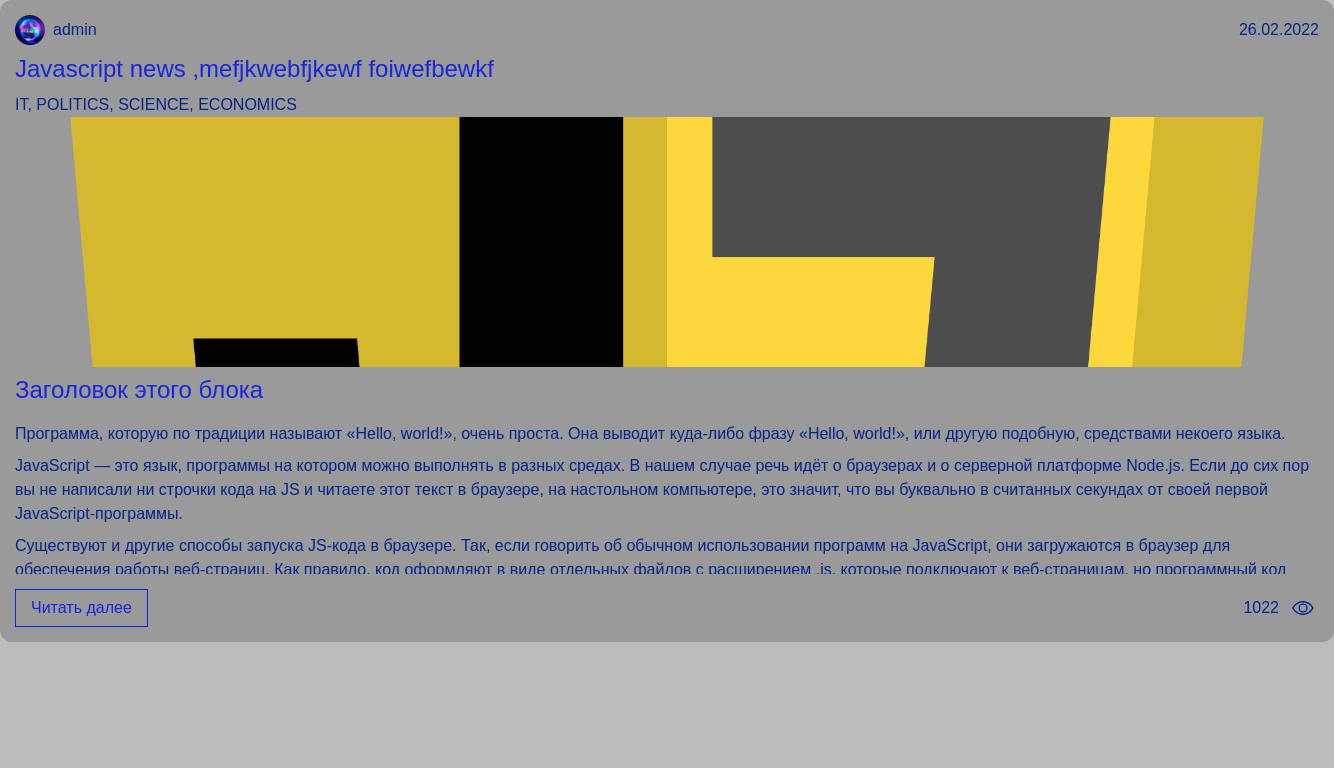 admin
26.02.2022
Javascript news ,mefjkwebfjkewf foiwefbewkf
IT, POLITICS, SCIENCE, ECONOMICS
Заголовок этого блока
Программа, которую по традиции называют «Hello, world!», очень проста. Она выводит куда-либо фразу «Hello, world!», или другую подобную, средствами некоего языка.
JavaScript — это язык, программы на котором можно выполнять в разных средах. В нашем случае речь идёт о браузерах и о серверной платформе Node.js. Если до сих пор
вы не написали ни строчки кода на JS и читаете этот текст в браузере, на настольном компьютере, это значит, что вы буквально в считанных секундах от своей первой
JavaScript-программы.
Существуют и другие способы запуска JS-кода в браузере. Так, если говорить об обычном использовании программ на JavaScript, они загружаются в браузер для
обеспечения работы веб-страниц. Как правило, код оформляют в виде отдельных файлов с расширением .js, которые подключают к веб-страницам, но программный код
Читать далее
1022